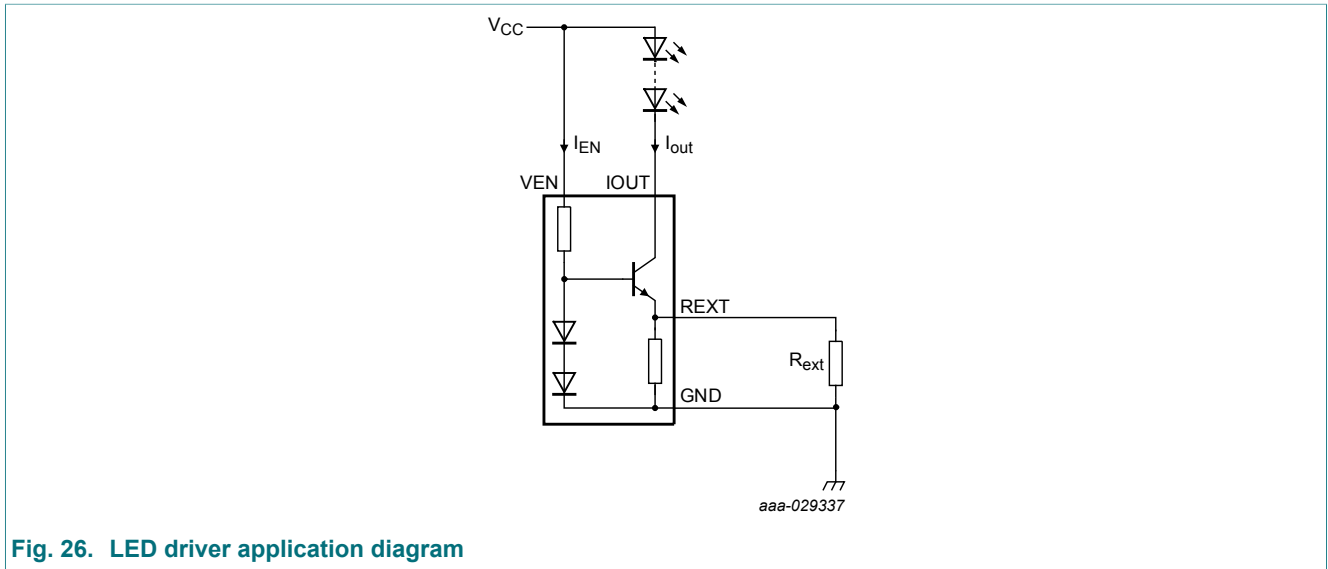 VCC
IEN
Iout
VEN
IOUT
REXT
Rext
GND
aaa-029337
Fig. 26. LED driver application diagram